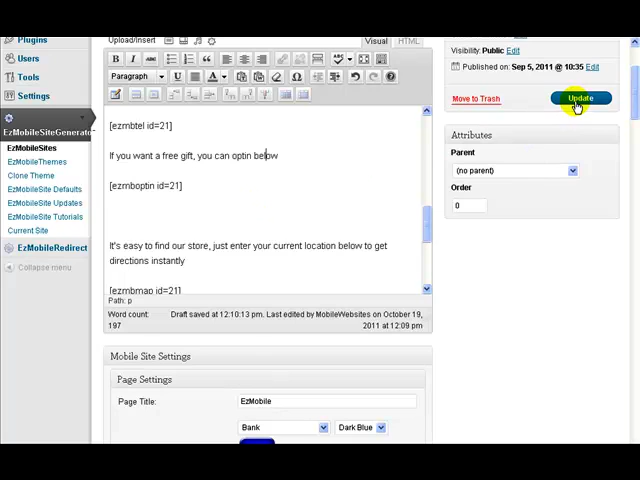 Plugins
Users
Tools
Settings
EzMobileSiteGenerator
EzMobileSites
EzMobileThemes
Clone Theme
EzMobileSite Defaults
EzMobileSite Updates
EzMobileSite Tutorials
Current Site
EzMobileRedirect
Collapse menu
Upload/Insert
Visual
HTML
Paragraph
[ezmbtel id=21]
If you want a free gift, you can optin below
[ezmboptin id=21]
It's easy to find our store, just enter your current location below to get
directions instantly
[ezmbmap id=21]
Path: p
Word count:
197
Draft saved at 12:10:13 pm. Last edited by MobileWebsites on October 19,
2011 at 12:09 pm
Mobile Site Settings
Page Settings
Page Title:
EzMobile
Bank
Dark Blue
Visibility: Public Edit
Published on: Sep 5, 2011 @ 10:35 Edit
Move to Trash
Update
Attributes
Parent
(no parent)
Order
0